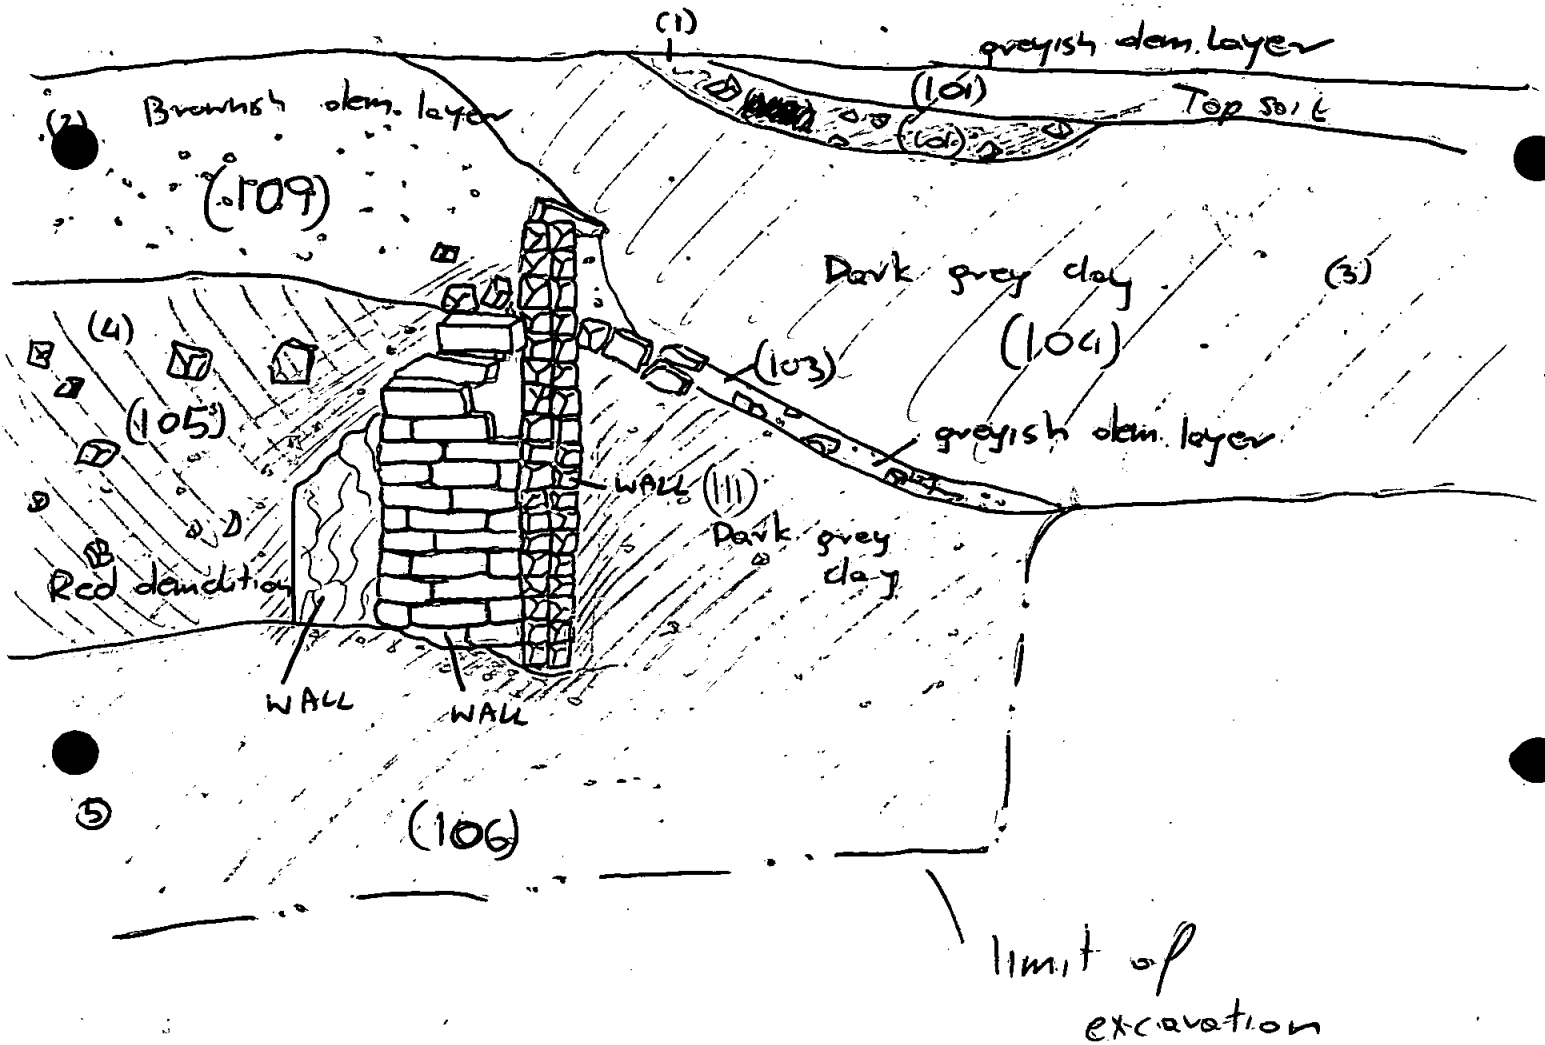 (1)
greyish dem. layer
(101)
Top soil
(2)
Brownish dem. layer
(101)
(109)
Dark grey clay
(3)
(104)
(4)
(103)
(105)
greyish dem. layer
WALL (111)
Dark grey
clay
Red demolition
WALL
WALL
(5)
(106)
limit of
excavation